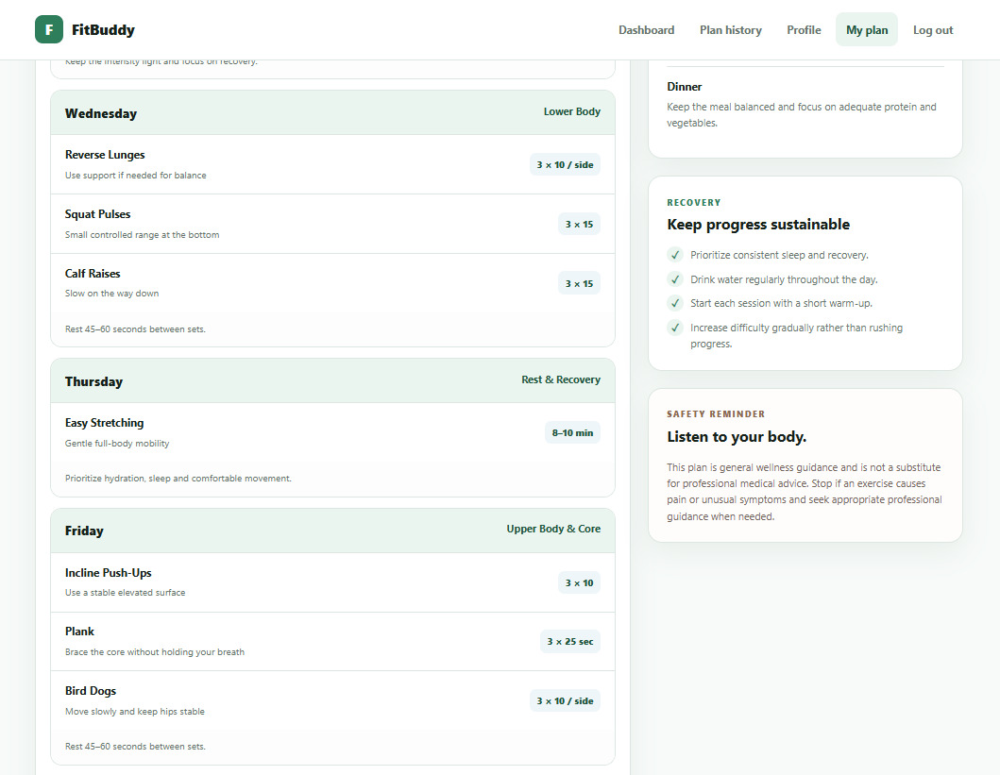 F FitBuddy
Dashboard Plan history Profile My plan Log out
Keep the intensity light and focus on recovery.
Wednesday Lower Body
Reverse Lunges
Use support if needed for balance
3 × 10 / side
Squat Pulses
Small controlled range at the bottom
3 × 15
Calf Raises
Slow on the way down
3 × 15
Rest 45–60 seconds between sets.
Thursday Rest & Recovery
Easy Stretching
Gentle full-body mobility
8–10 min
Prioritize hydration, sleep and comfortable movement.
Friday Upper Body & Core
Incline Push-Ups
Use a stable elevated surface
3 × 10
Plank
Brace the core without holding your breath
3 × 25 sec
Bird Dogs
Move slowly and keep hips stable
3 × 10 / side
Rest 45–60 seconds between sets.
Dinner
Keep the meal balanced and focus on adequate protein and
vegetables.
RECOVERY
Keep progress sustainable
✓ Prioritize consistent sleep and recovery.
✓ Drink water regularly throughout the day.
✓ Start each session with a short warm-up.
✓ Increase difficulty gradually rather than rushing
progress.
SAFETY REMINDER
Listen to your body.
This plan is general wellness guidance and is not a substitute
for professional medical advice. Stop if an exercise causes
pain or unusual symptoms and seek appropriate professional
guidance when needed.